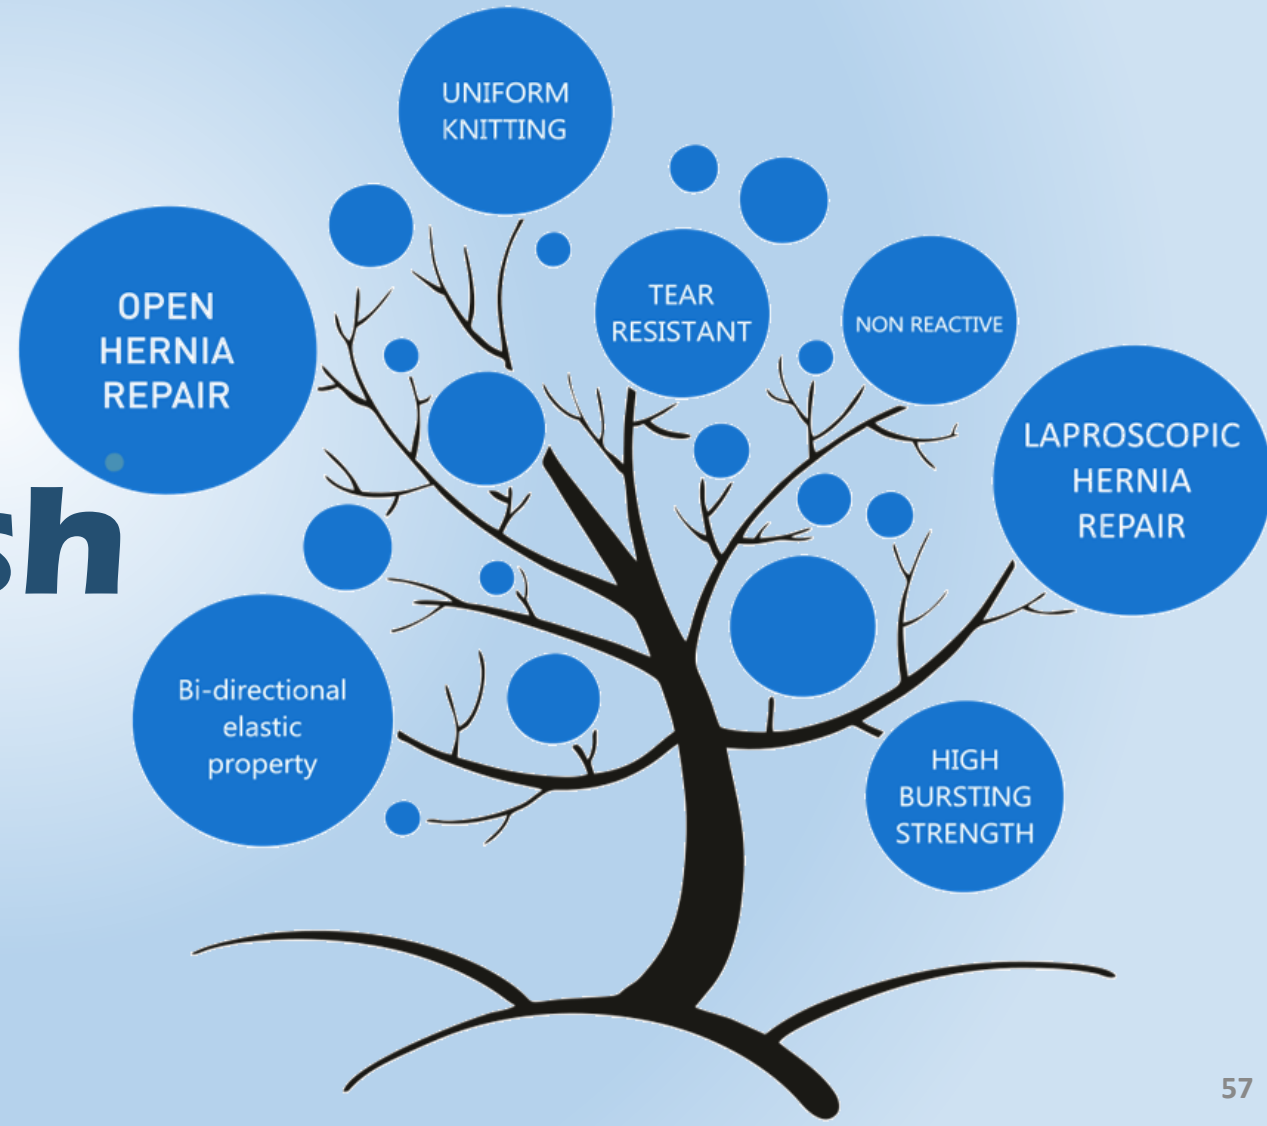 UNIFORM
KNITTING
OPEN
HERNIA
REPAIR
TEAR
RESISTANT
NON REACTIVE
LAPROSCOPIC
HERNIA
REPAIR
sh
Bi-directional
elastic
property
HIGH
BURSTING
STRENGTH
57